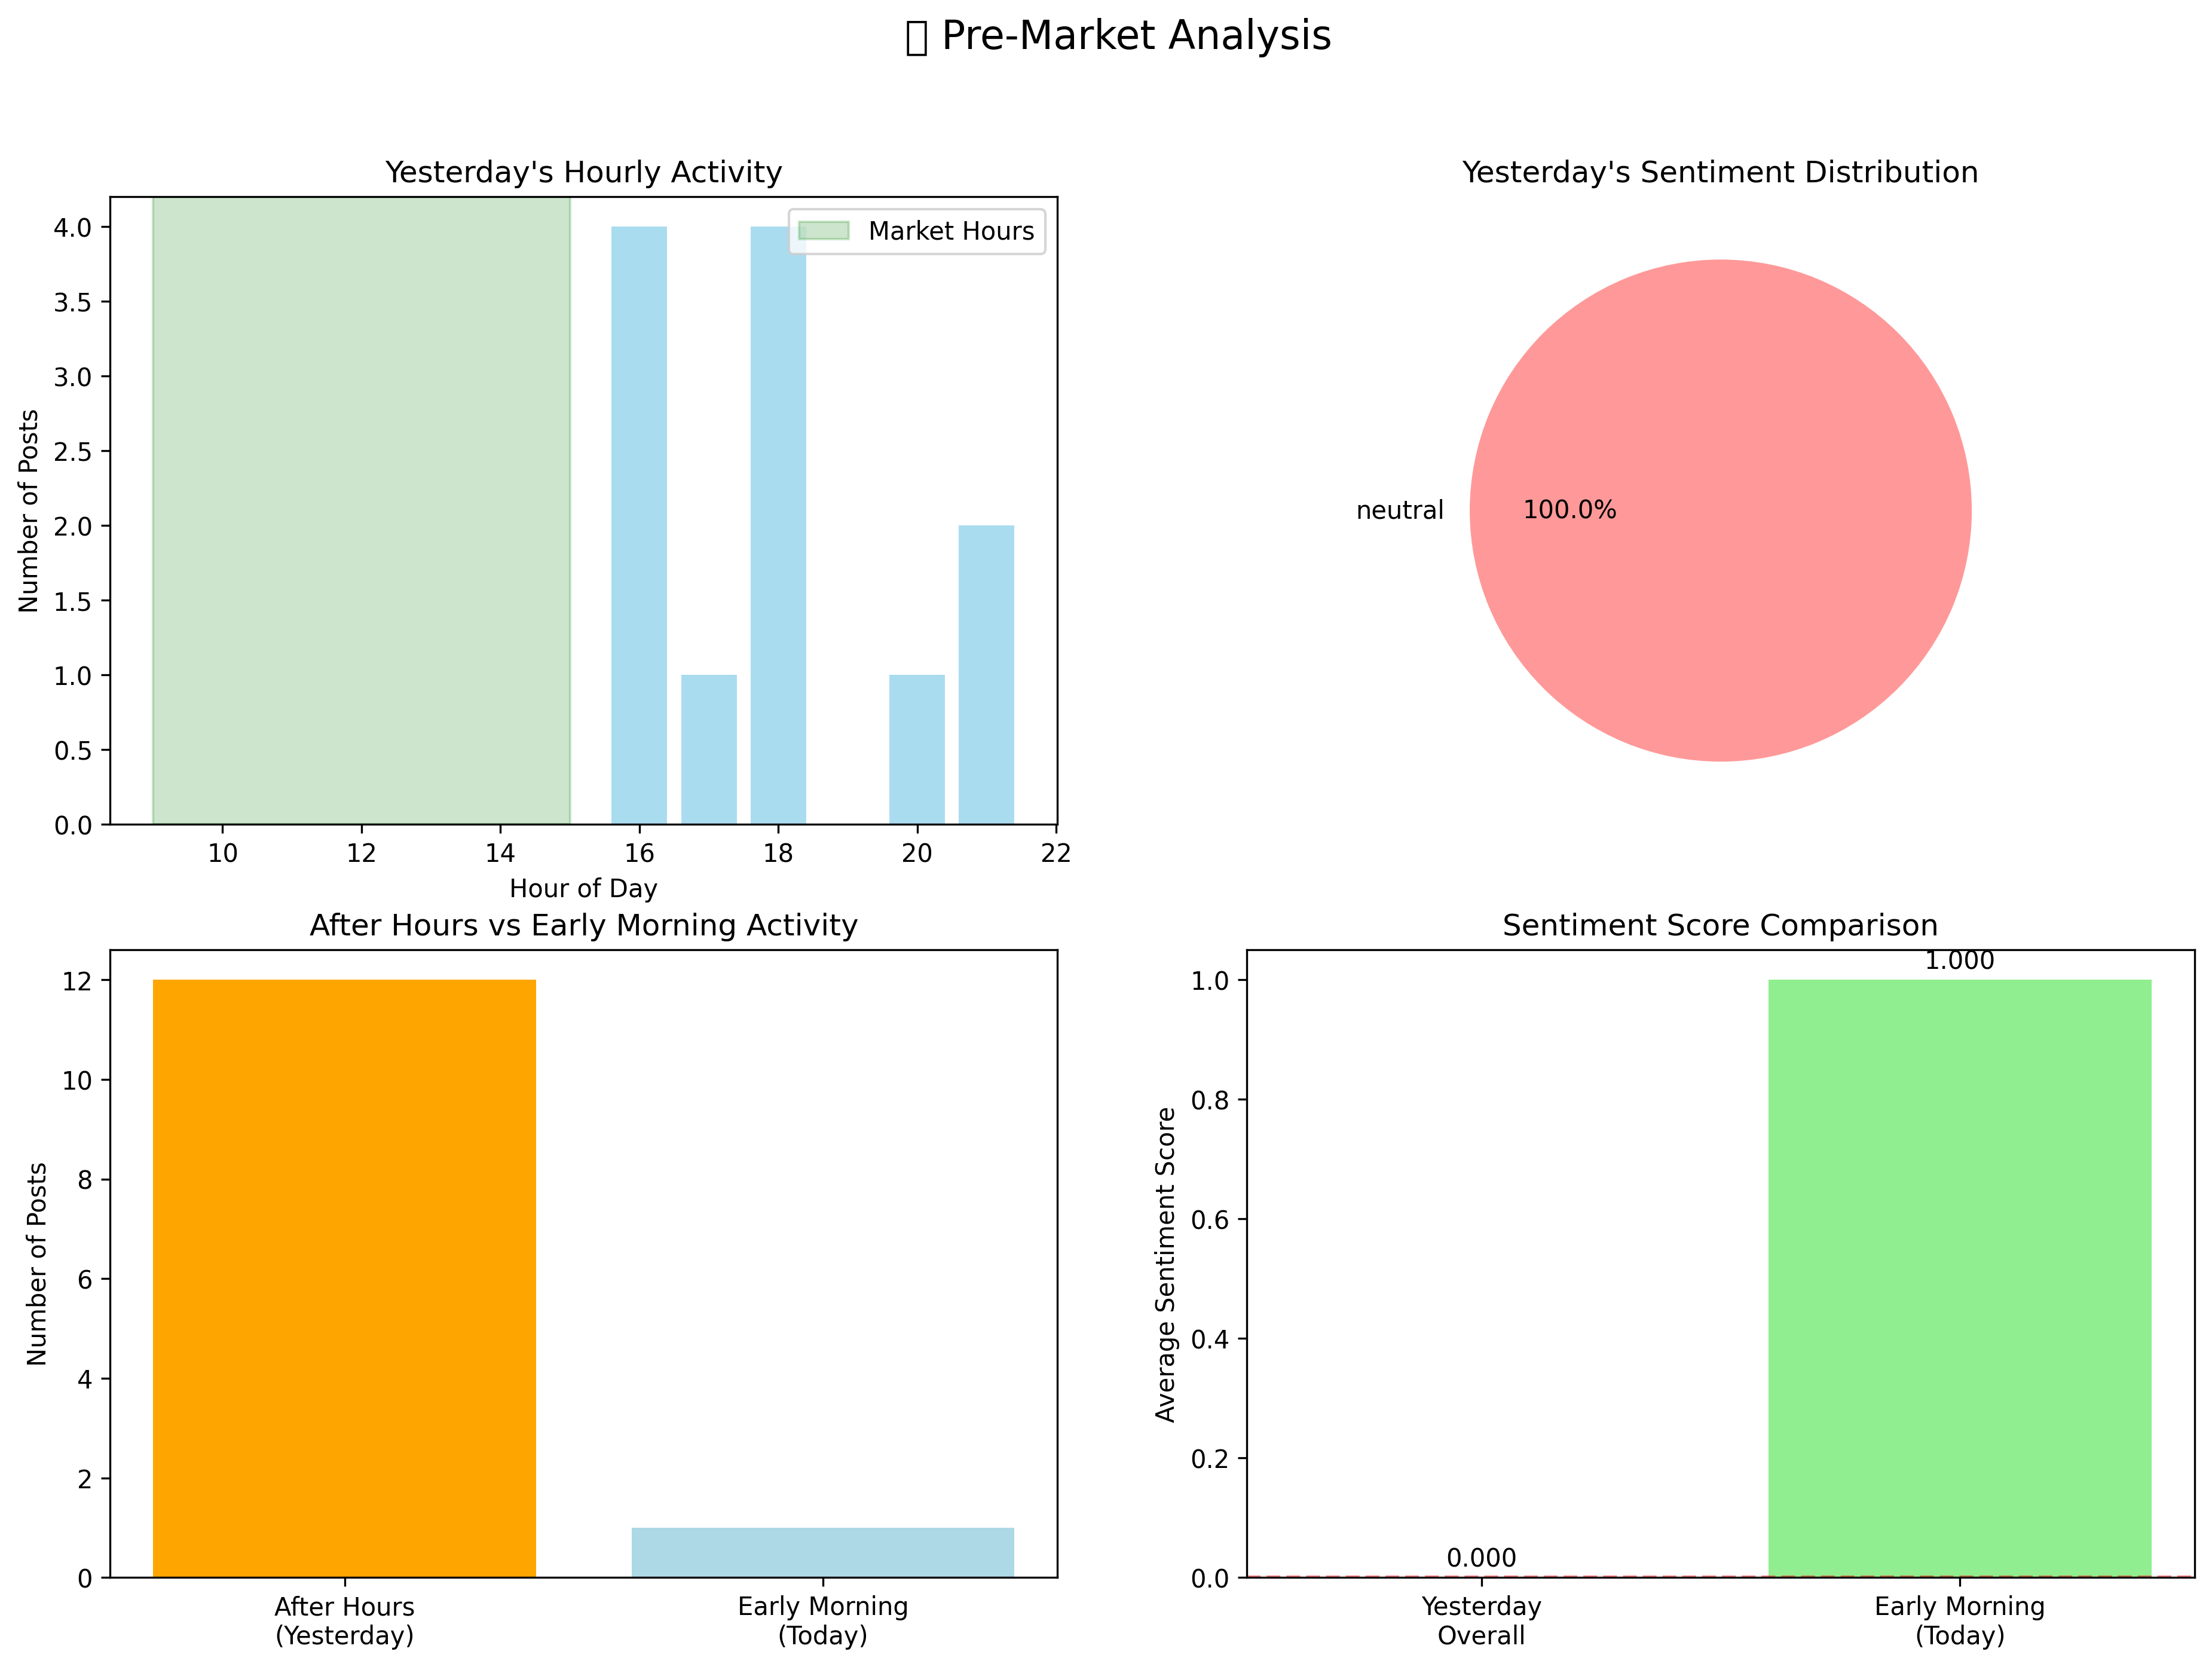 Pre-Market Analysis
Yesterday's Hourly Activity
Number of Posts
4.0
3.5
3.0
2.5
2.0
1.5
1.0
0.5
0.0
Market Hours
10 12 14 16 18 20 22
Hour of Day
Yesterday's Sentiment Distribution
neutral
100.0%
After Hours vs Early Morning Activity
Number of Posts
12
10
8
6
4
2
0
After Hours
(Yesterday)
Early Morning
(Today)
Sentiment Score Comparison
Average Sentiment Score
1.0
0.8
0.6
0.4
0.2
0.0
0.000
1.000
Yesterday
Overall
Early Morning
(Today)